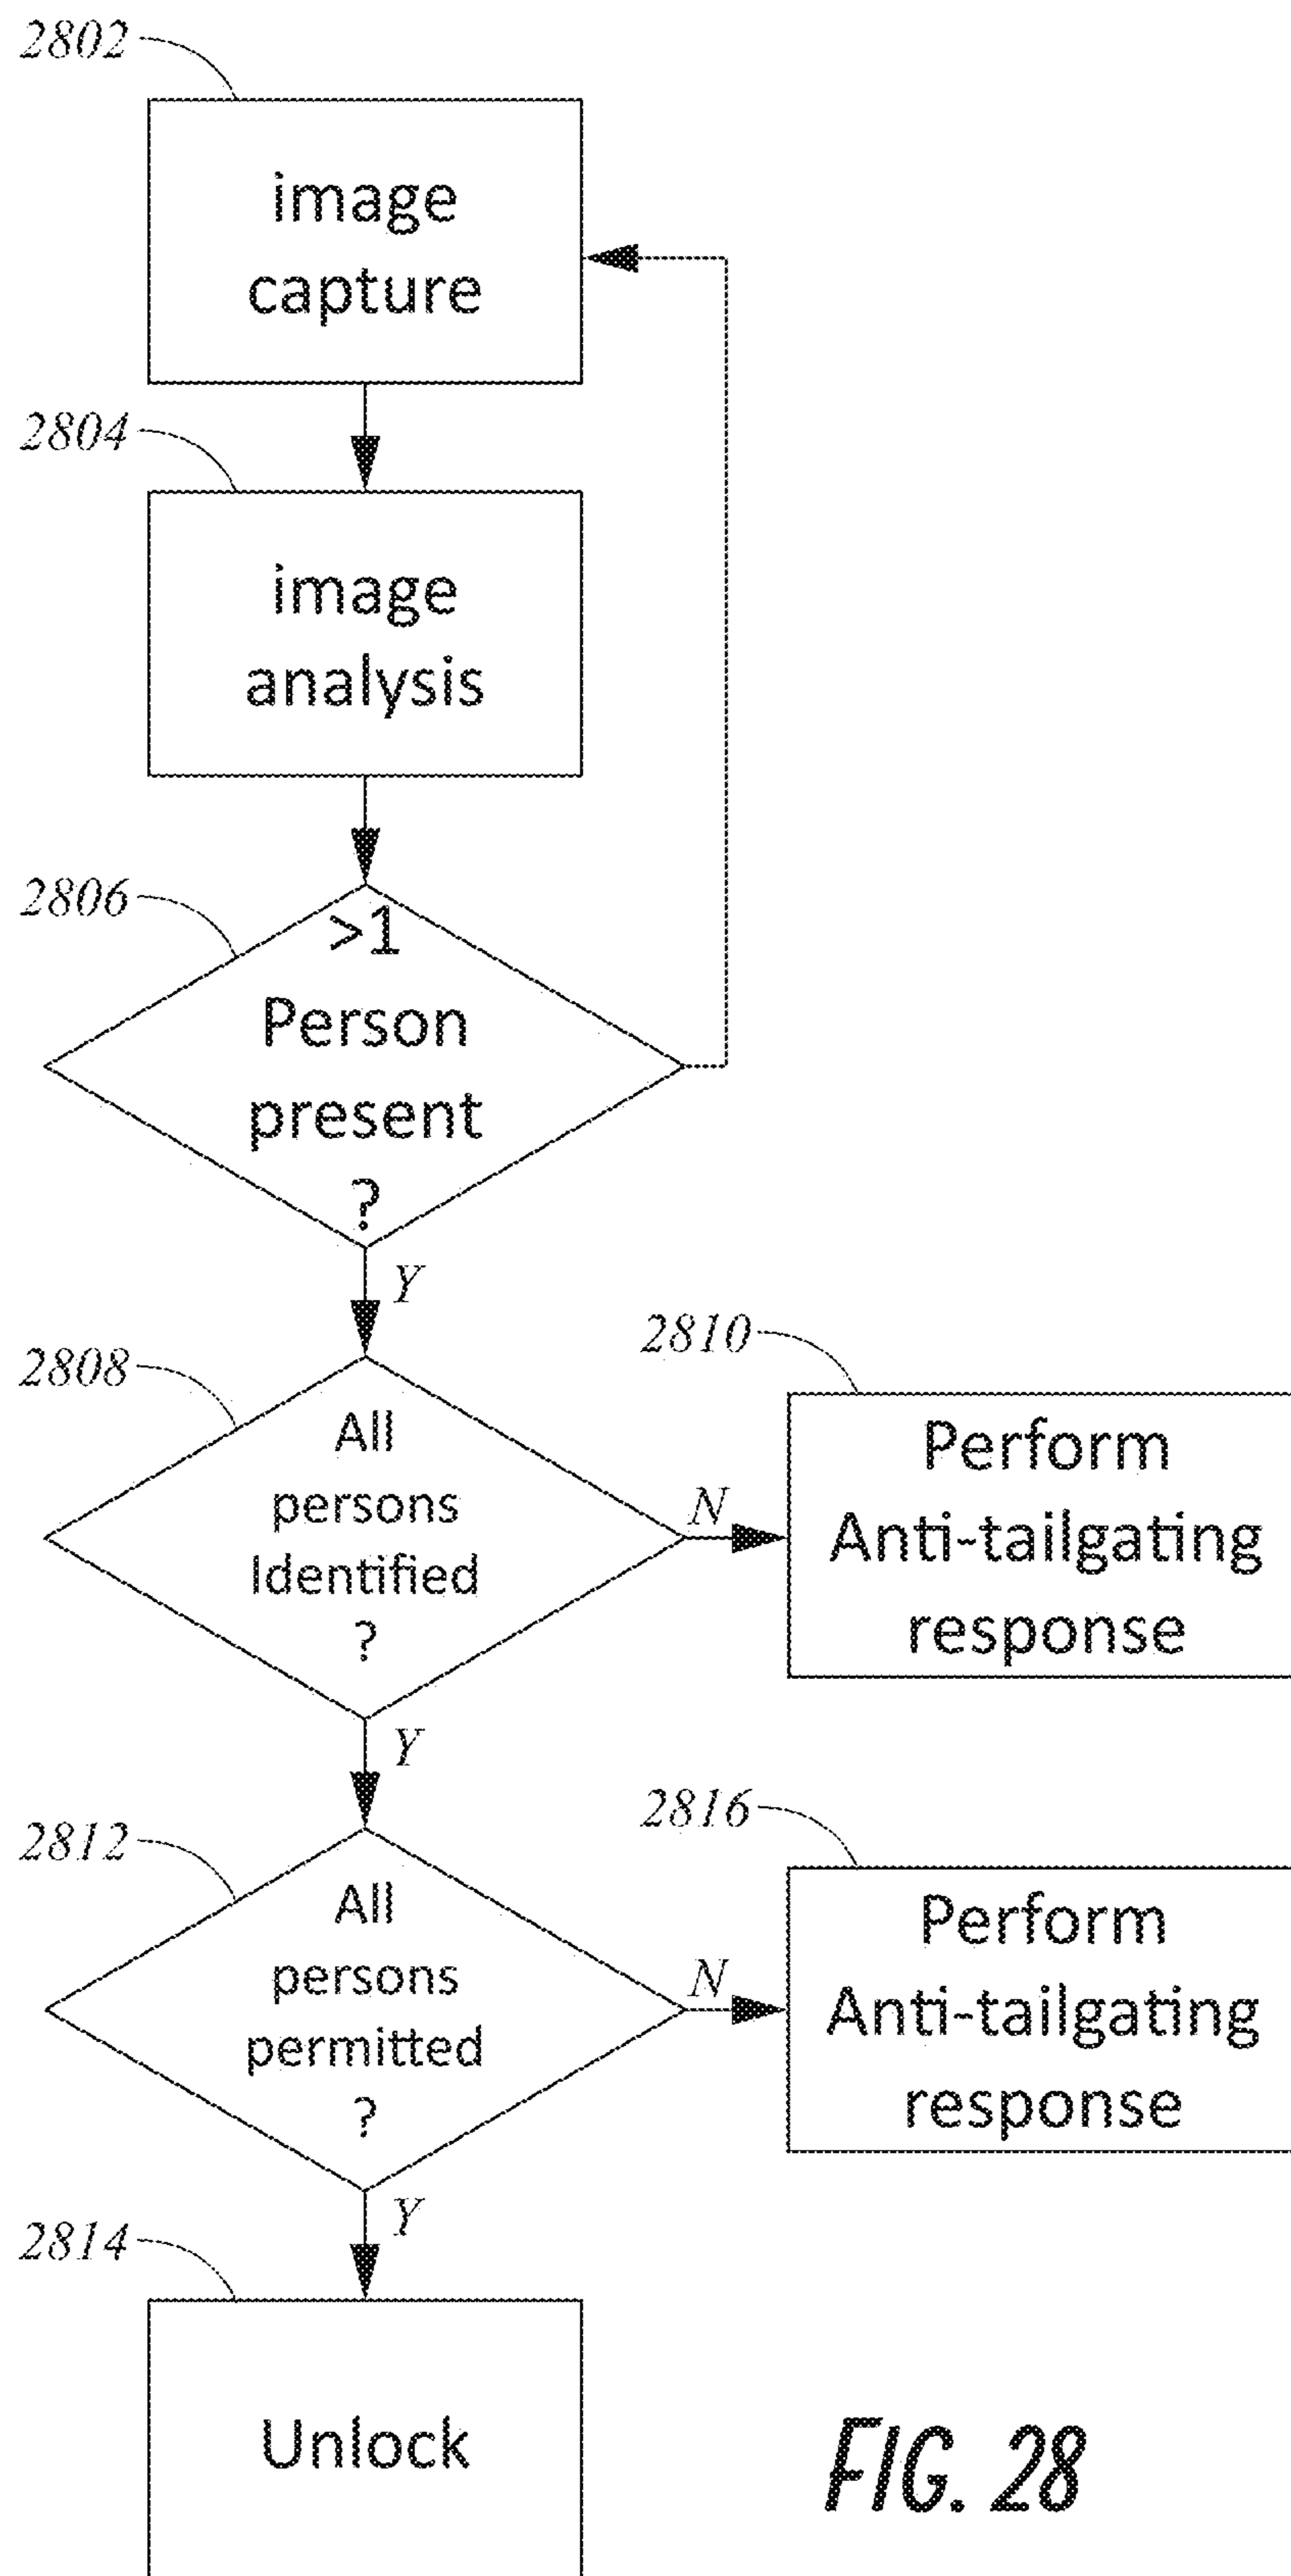 2802
image
capture
2804
image
analysis
2806
>1
Person
present
?
Y
2808
All
persons
Identified
?
N
2810
Perform
Anti-tailgating
response
Y
2812
All
persons
permitted
?
N
2816
Perform
Anti-tailgating
response
Y
2814
Unlock
FIG. 28